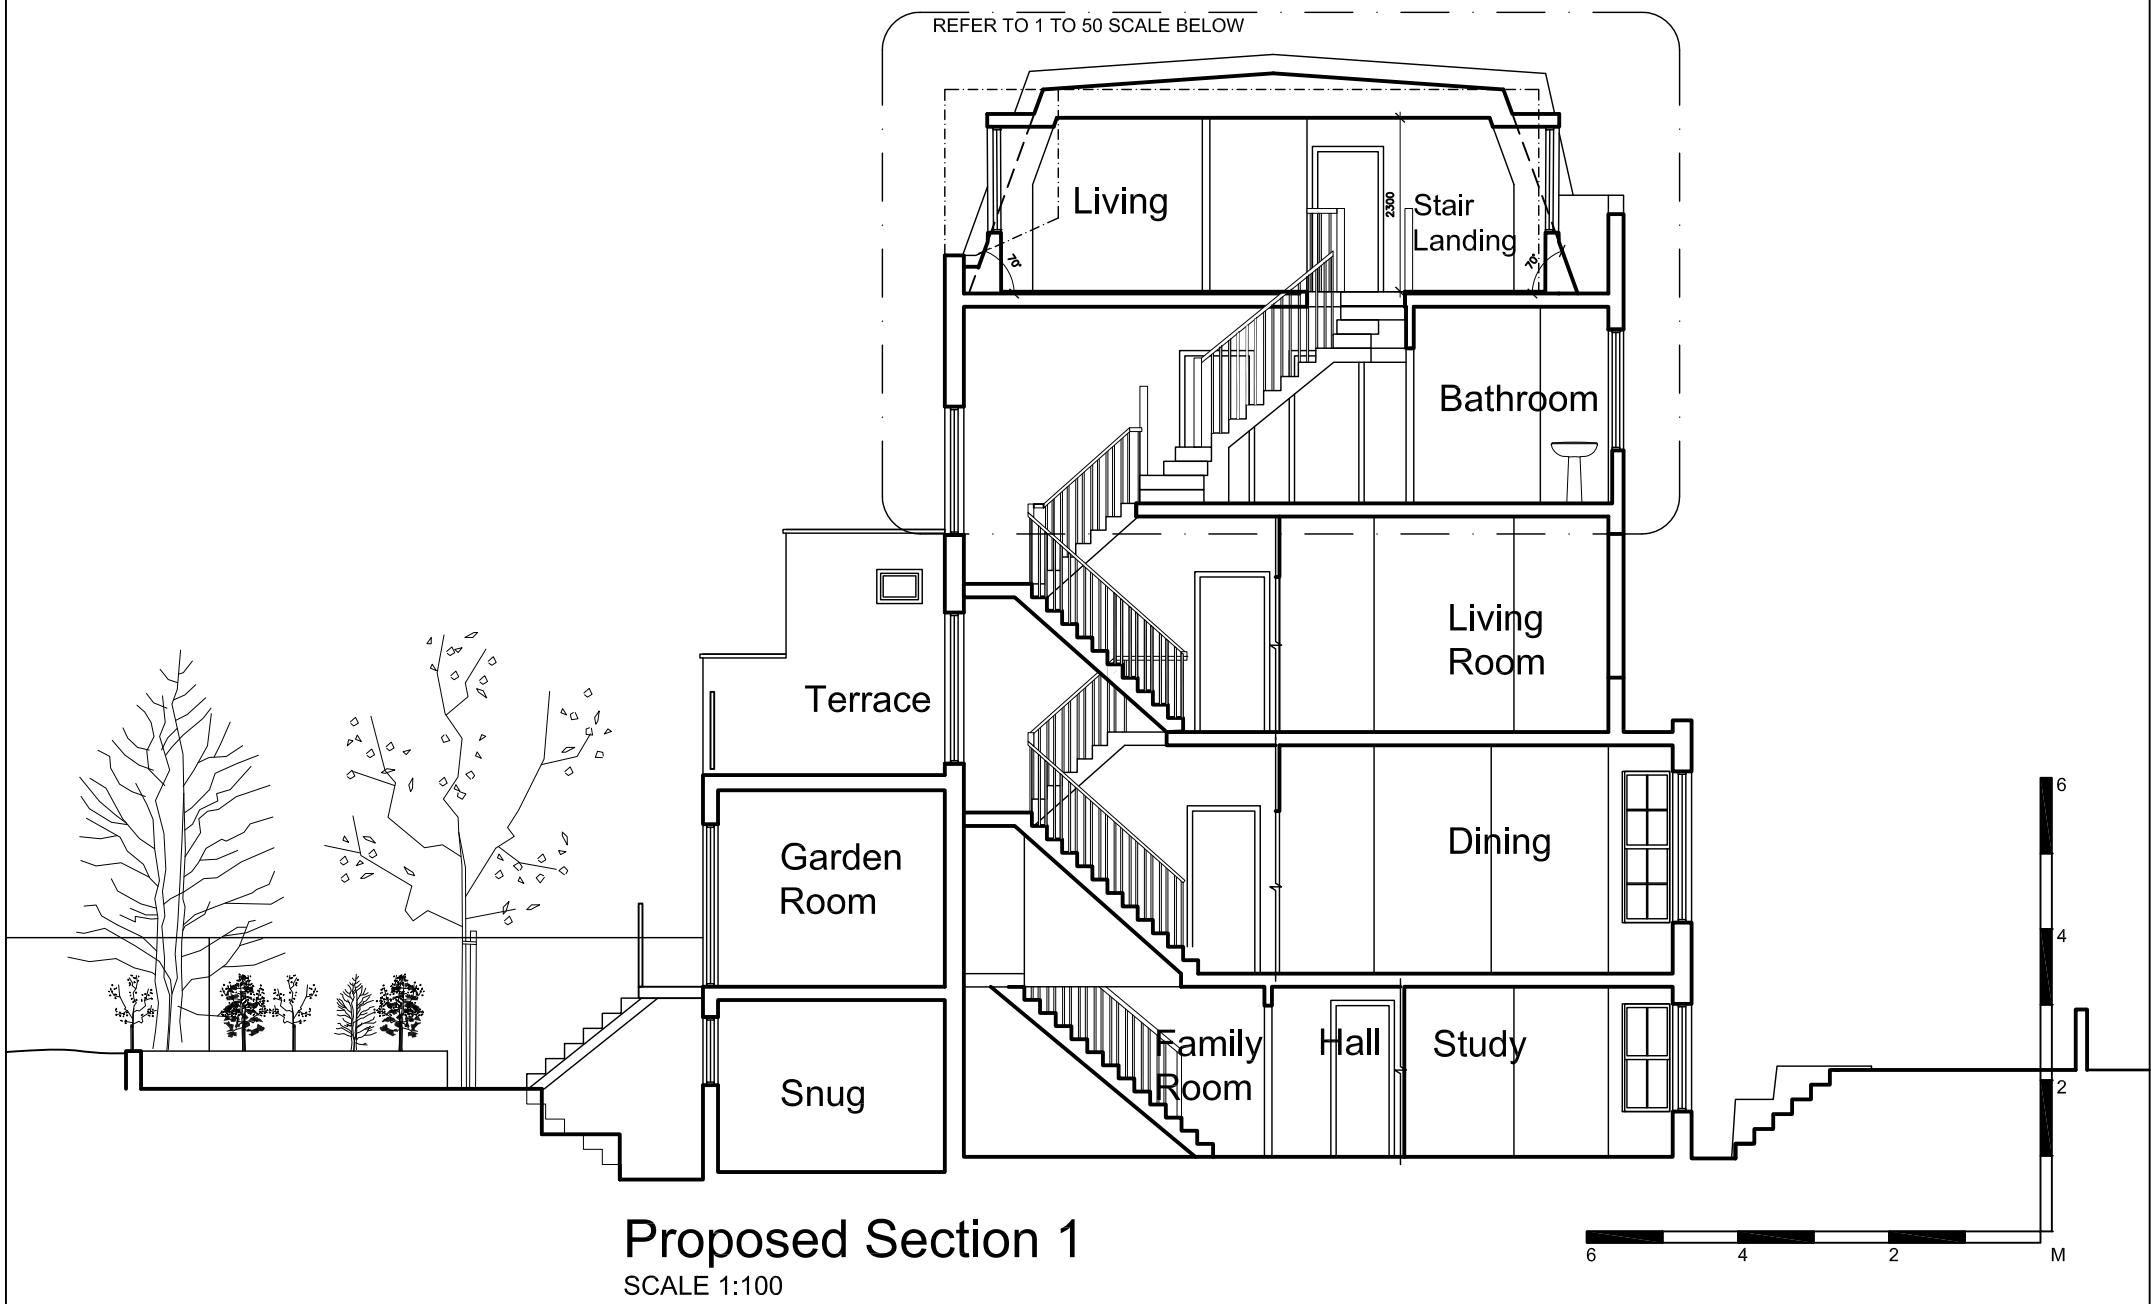 REFER TO 1 TO 50 SCALE BELOW
Living
2300
Stair
Landing
70°
70°
Bathroom
Living
Room
Terrace
Dining
Garden
Room
Family
Room
Hall
Study
Snug
6
4
2
6
4
2
M
Proposed Section 1
SCALE 1:100